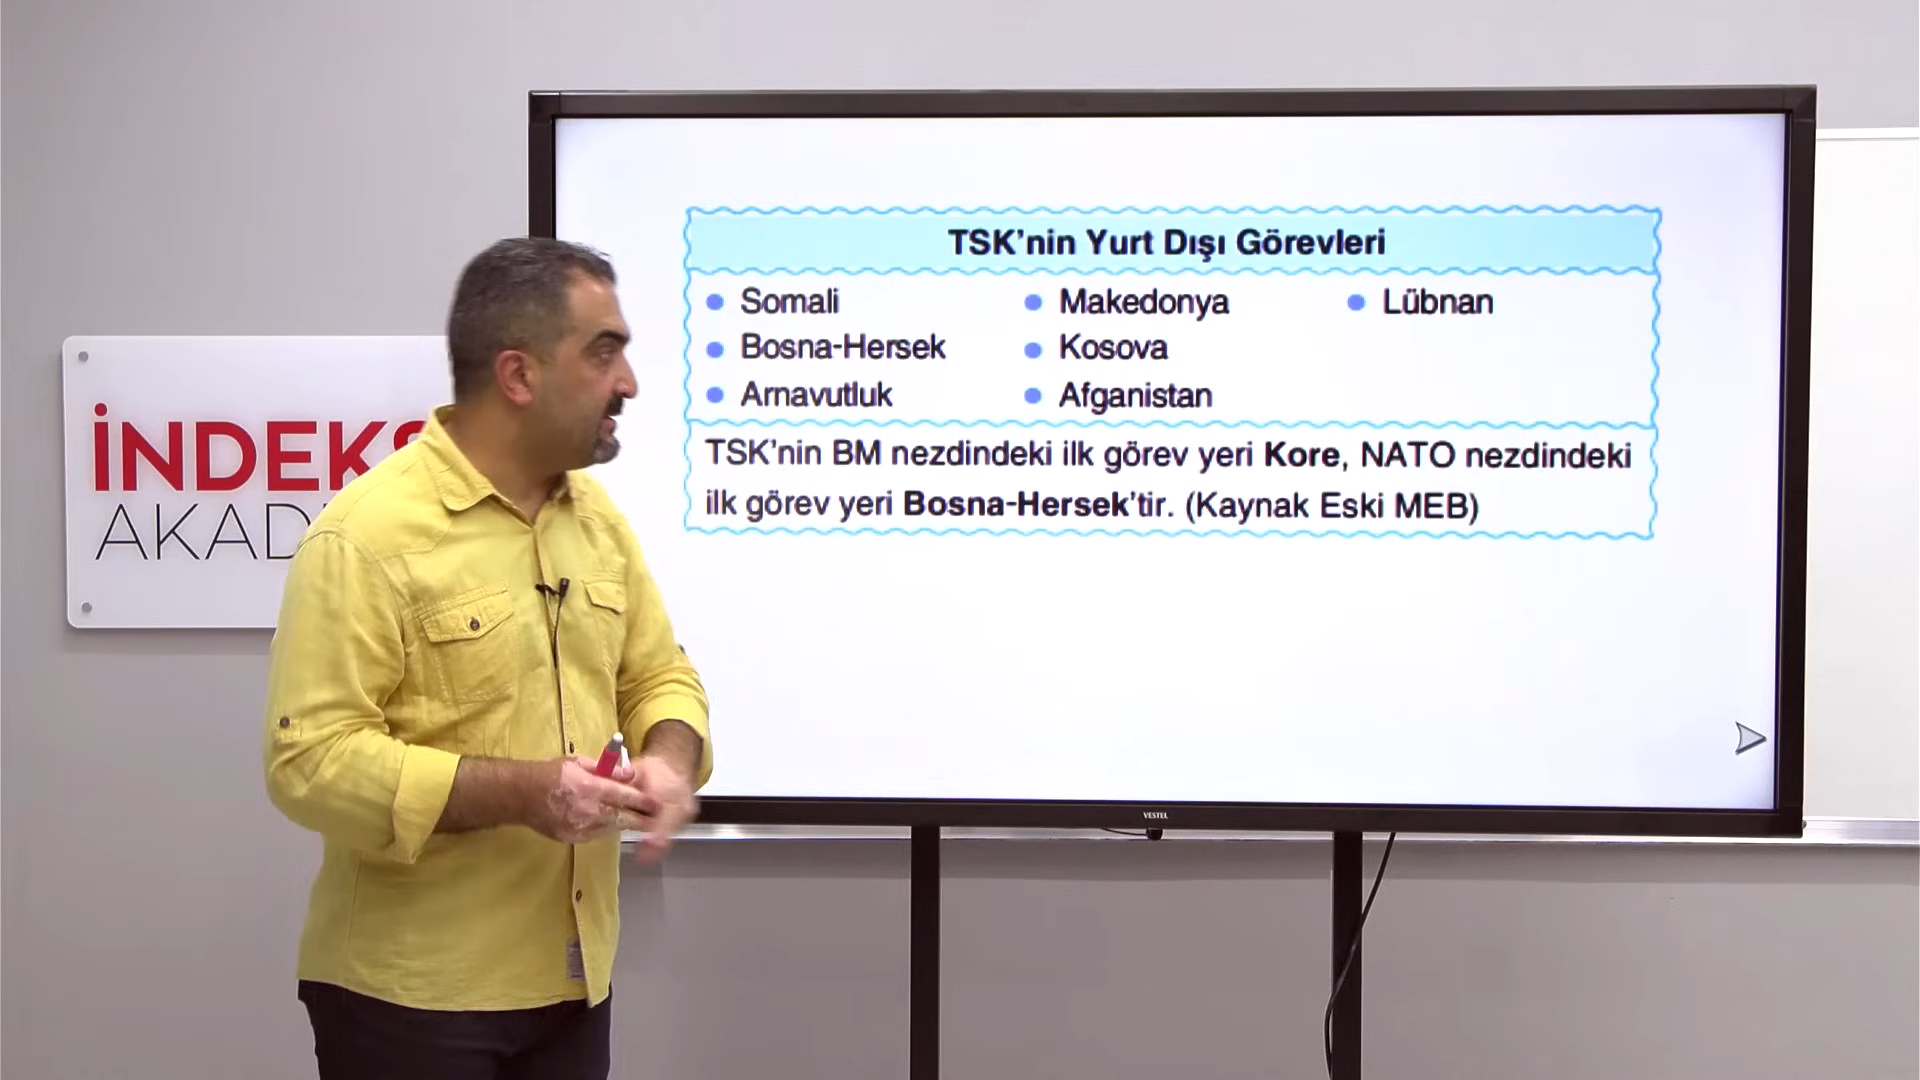 İNDEKS
AKAD
TSK'nin Yurt Dışı Görevleri
Somali
Bosna-Hersek
Arnavutluk
Makedonya
Kosova
Afganistan
Lübnan
TSK'nin BM nezdindeki ilk görev yeri Kore, NATO nezdindeki
ilk görev yeri Bosna-Hersek'tir. (Kaynak Eski MEB)
VESTEL